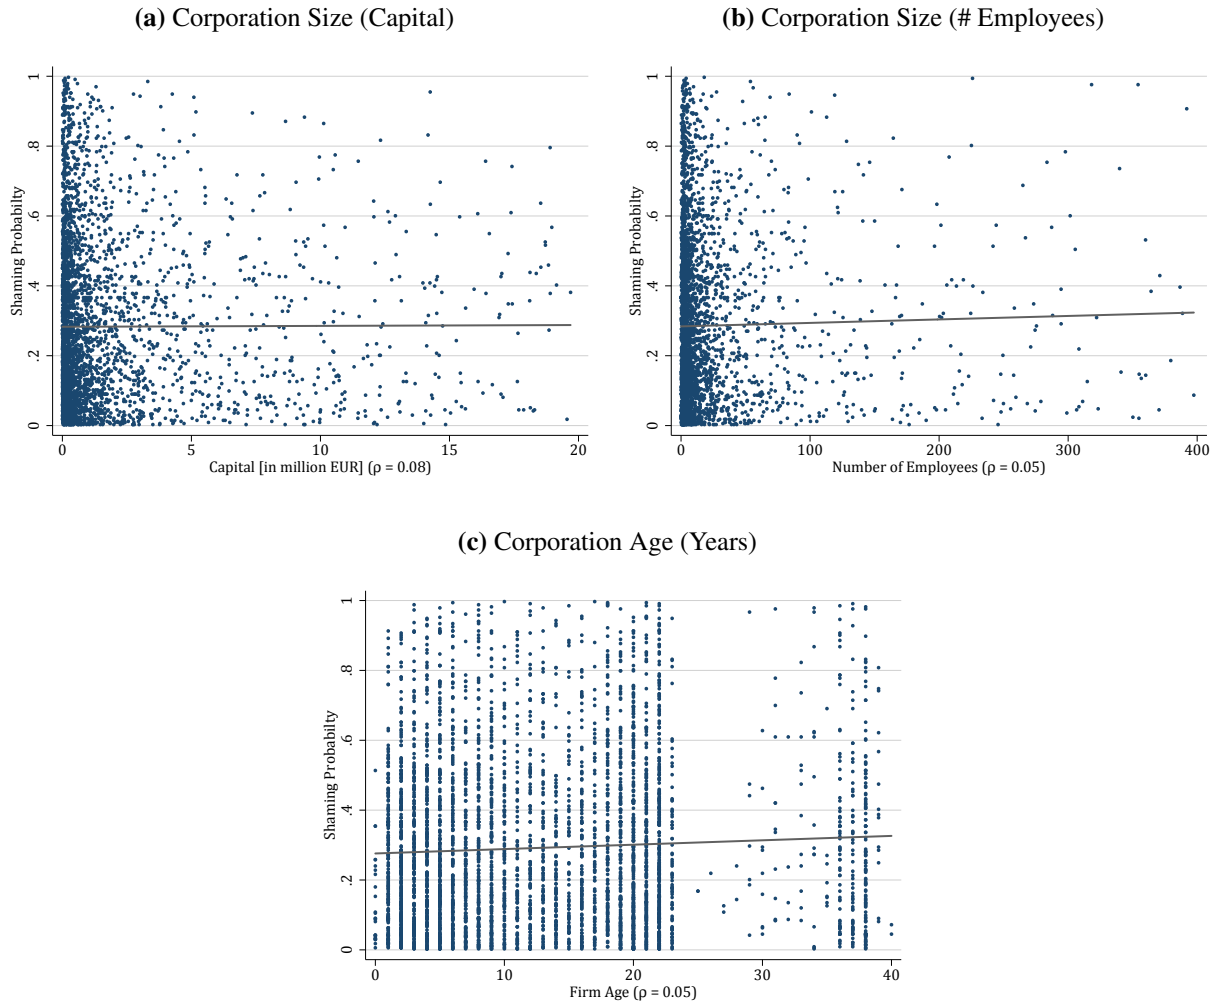 (a) Corporation Size (Capital)
1
.8
.6
.4
.2
0
Shaming Probabilty
0 5 10 15 20
Capital [in million EUR] (ρ = 0.08)
(b) Corporation Size (# Employees)
1
.8
.6
.4
.2
0
Shaming Probabilty
0 100 200 300 400
Number of Employees (ρ = 0.05)
(c) Corporation Age (Years)
1
.8
.6
.4
.2
0
Shaming Probabilty
0 10 20 30 40
Firm Age (ρ = 0.05)